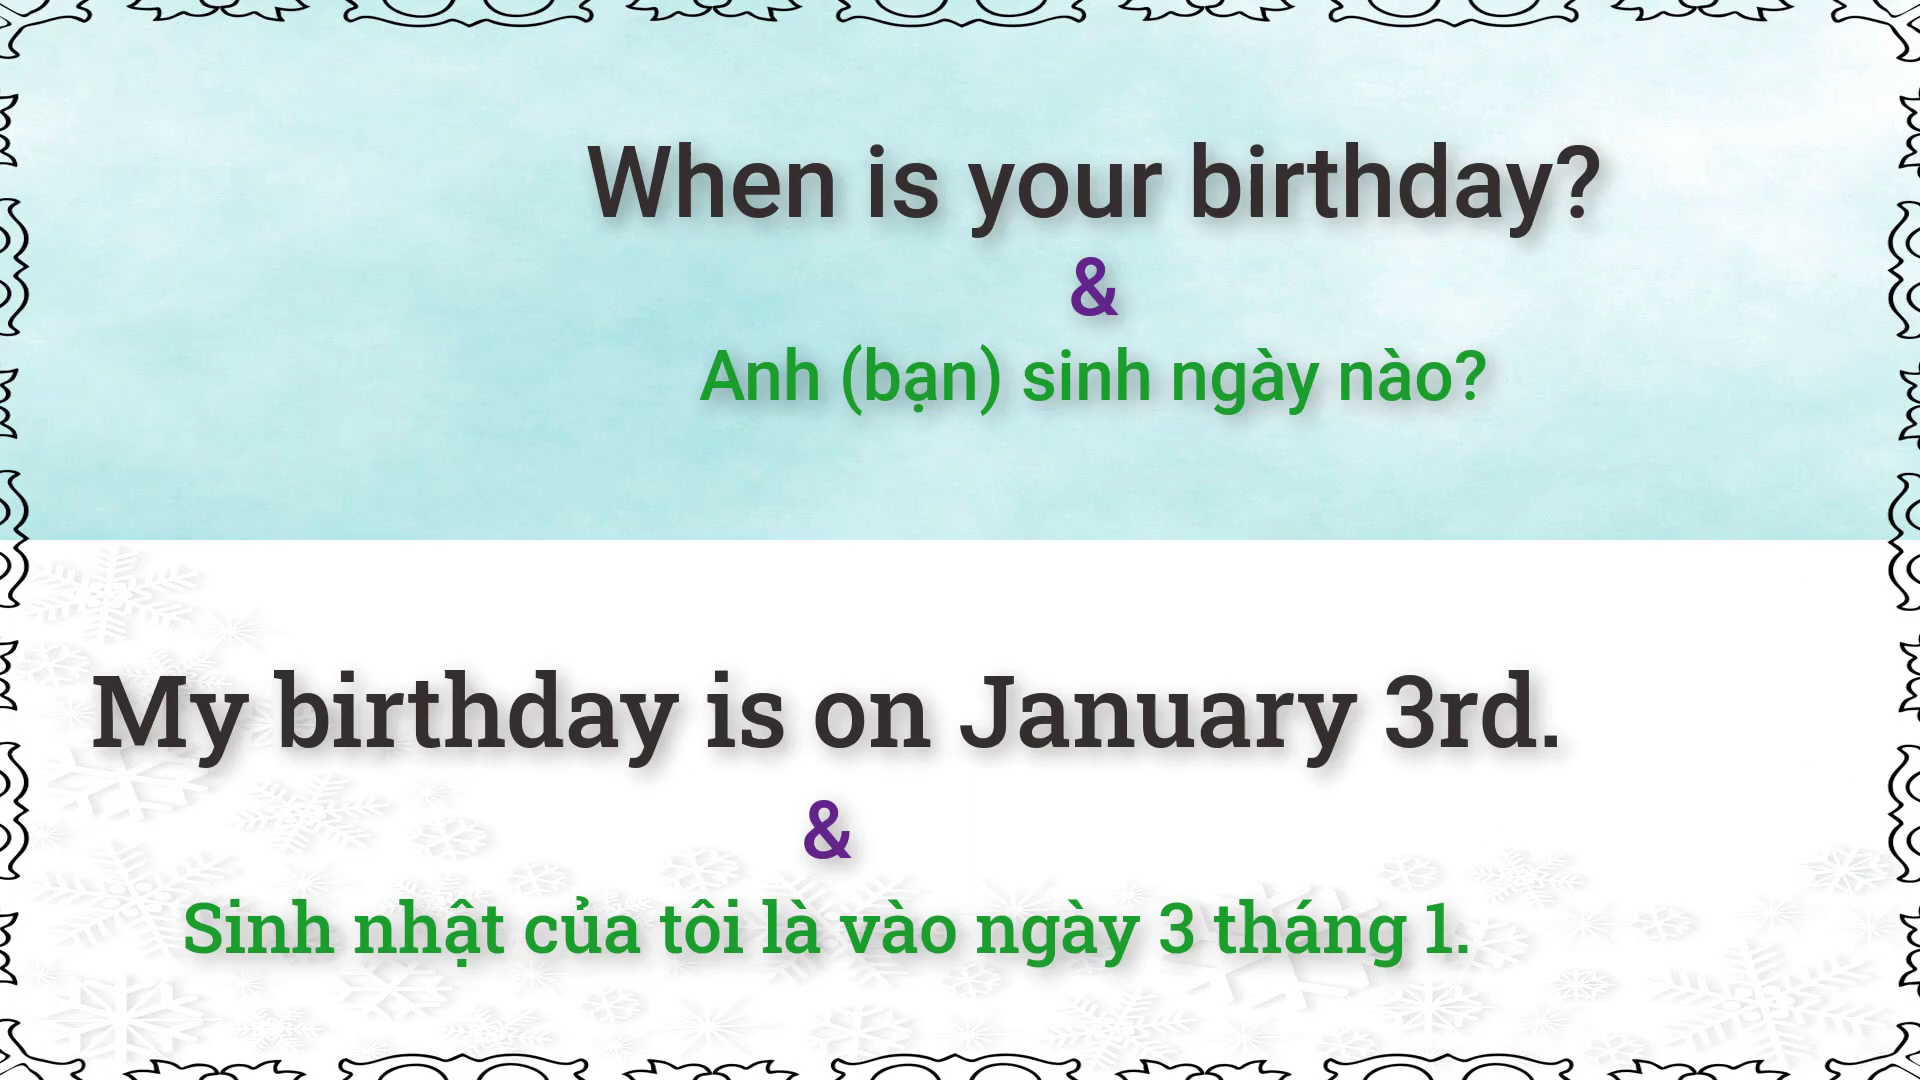 When is your birthday?
&
Anh (bạn) sinh ngày nào?
My birthday is on January 3rd.
&
Sinh nhật của tôi là vào ngày 3 tháng 1.